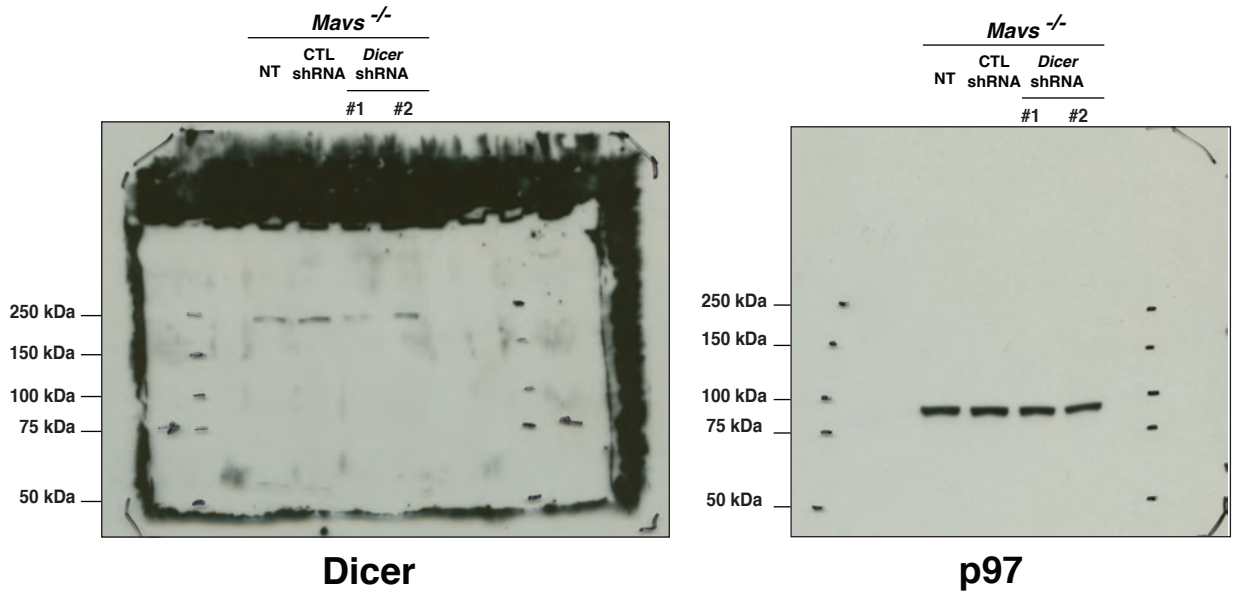 Mavs -/-
NT CTL shRNA Dicer shRNA
#1 #2
250 kDa
150 kDa
100 kDa
75 kDa
50 kDa
Dicer
Mavs -/-
NT CTL shRNA Dicer shRNA
#1 #2
250 kDa
150 kDa
100 kDa
75 kDa
50 kDa
p97